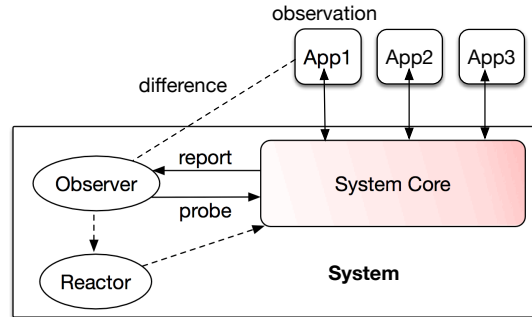 observation
App1
App2
App3
difference
report
Observer
System Core
probe
Reactor
System